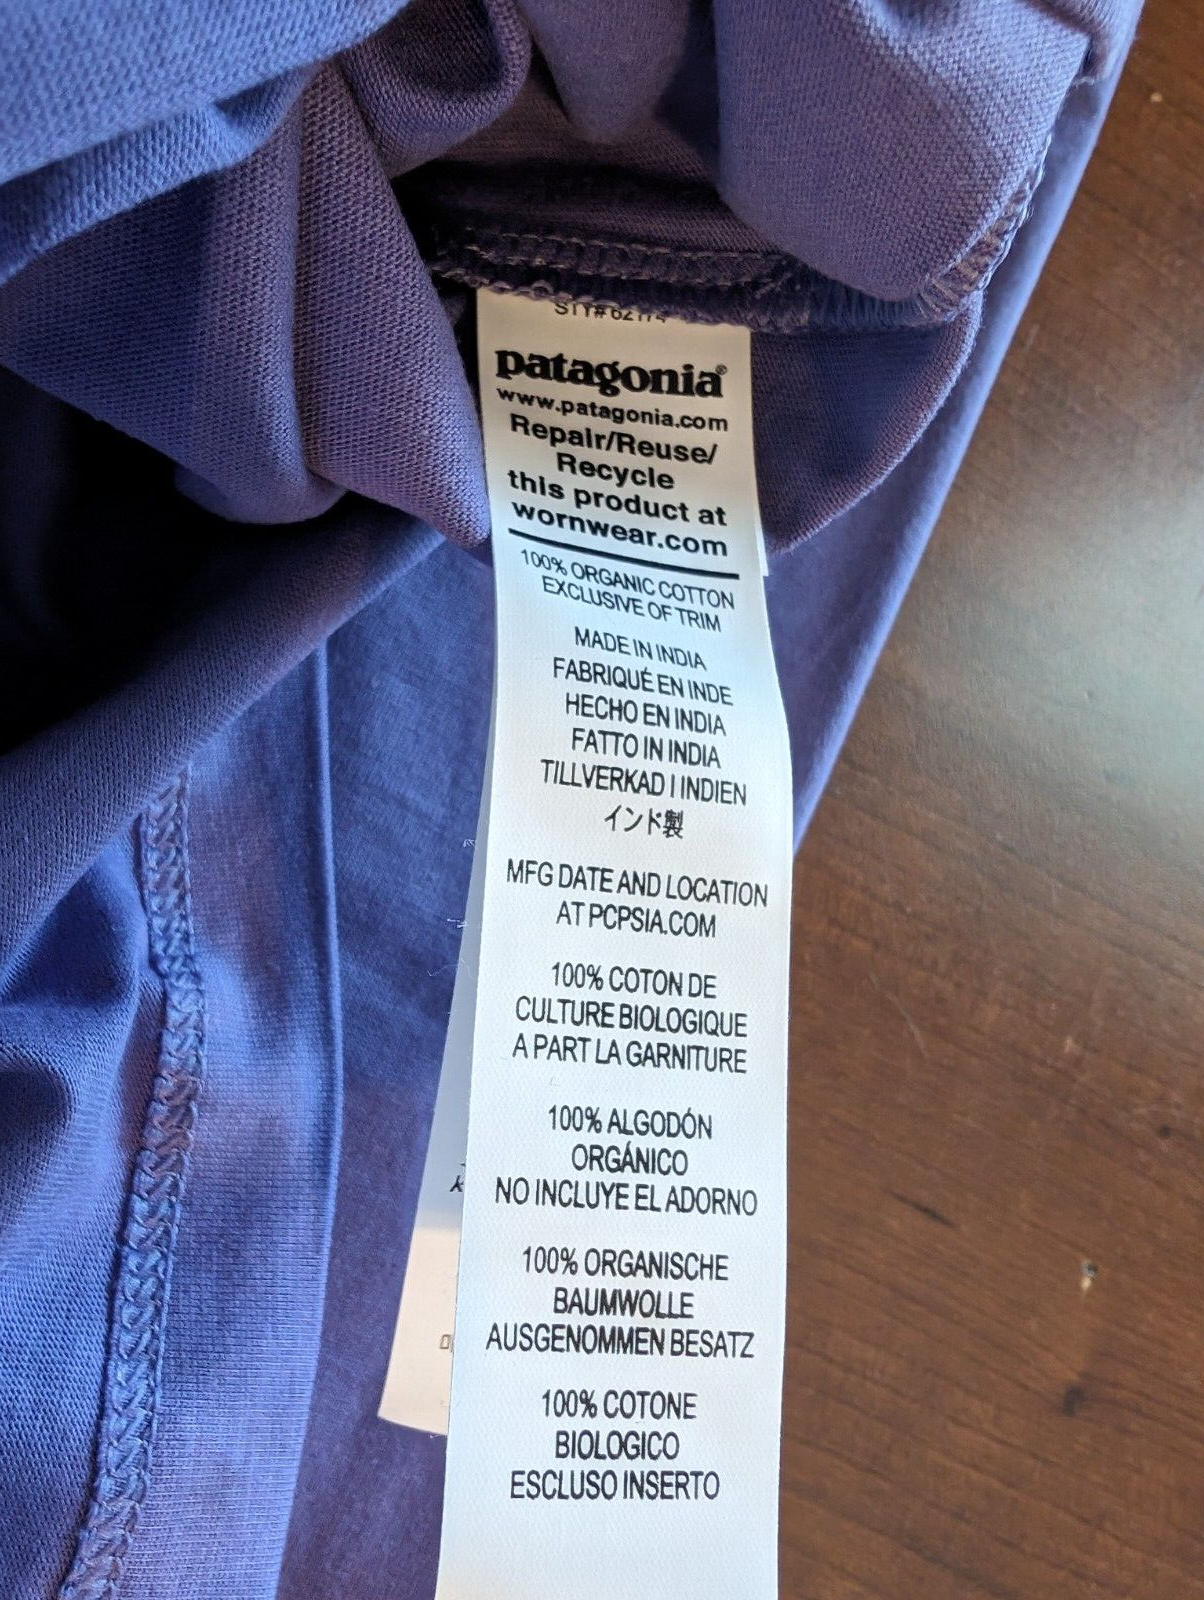 STY# 62174
patagonia®
www.patagonia.com
Repair/Reuse/
Recycle
this product at
wornwear.com
100% ORGANIC COTTON
EXCLUSIVE OF TRIM
MADE IN INDIA
FABRIQUÉ EN INDE
HECHO EN INDIA
FATTO IN INDIA
TILLVERKAD I INDIEN
インド製
MFG DATE AND LOCATION
AT PCPSIA.COM
100% COTON DE
CULTURE BIOLOGIQUE
A PART LA GARNITURE
100% ALGODÓN
ORGÁNICO
NO INCLUYE EL ADORNO
100% ORGANISCHE
BAUMWOLLE
AUSGENOMMEN BESATZ
100% COTONE
BIOLOGICO
ESCLUSO INSERTO